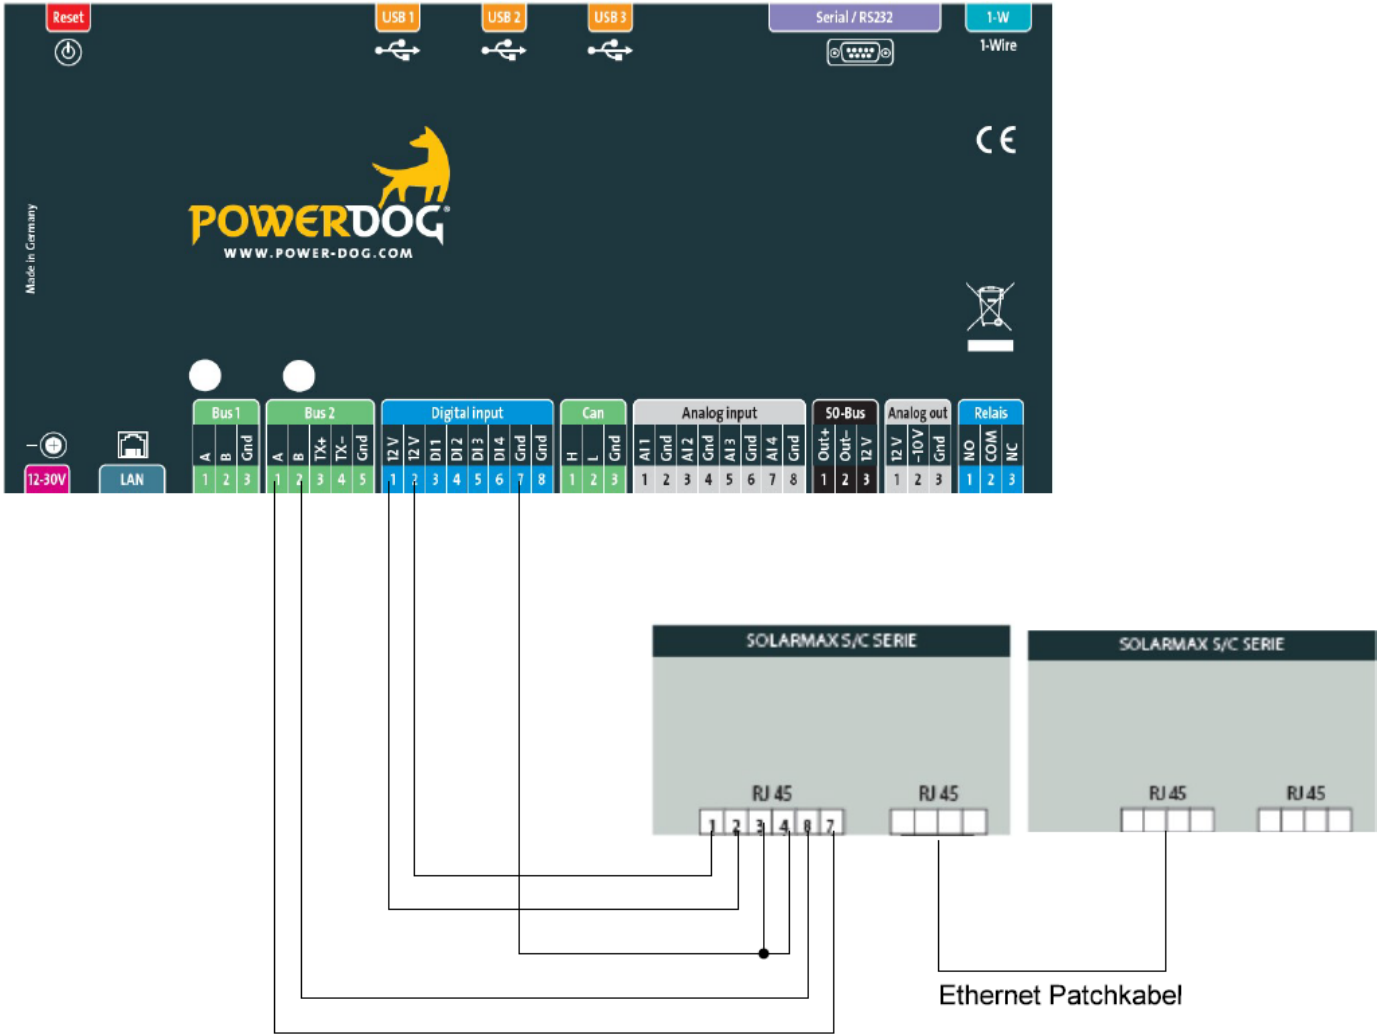 Reset
USB 1
USB 2
USB 3
Serial / RS232
1-W
1-Wire
CE
Made in Germany
POWERDOG®
WWW.POWER-DOG.COM
Bus 1
Bus 2
Digital input
Can
Analog input
S0-Bus
Analog out
Relais
A B Gnd
A B TX+ TX– Gnd
12 V 12 V DI 1 DI 2 DI 3 DI 4 Gnd Gnd
H L Gnd
AI 1 Gnd AI 2 Gnd AI 3 Gnd AI 4 Gnd
Out+ Out– 12 V
12 V –10 V Gnd
NO COM NC
12-30V
LAN
1 2 3
1 2 3 4 5
1 2 3 4 5 6 7 8
1 2 3
1 2 3 4 5 6 7 8
1 2 3
1 2 3
1 2 3
SOLARMAX S/C SERIE
RJ 45
RJ 45
1 2 3 4 8 7
SOLARMAX S/C SERIE
RJ 45
RJ 45
Ethernet Patchkabel